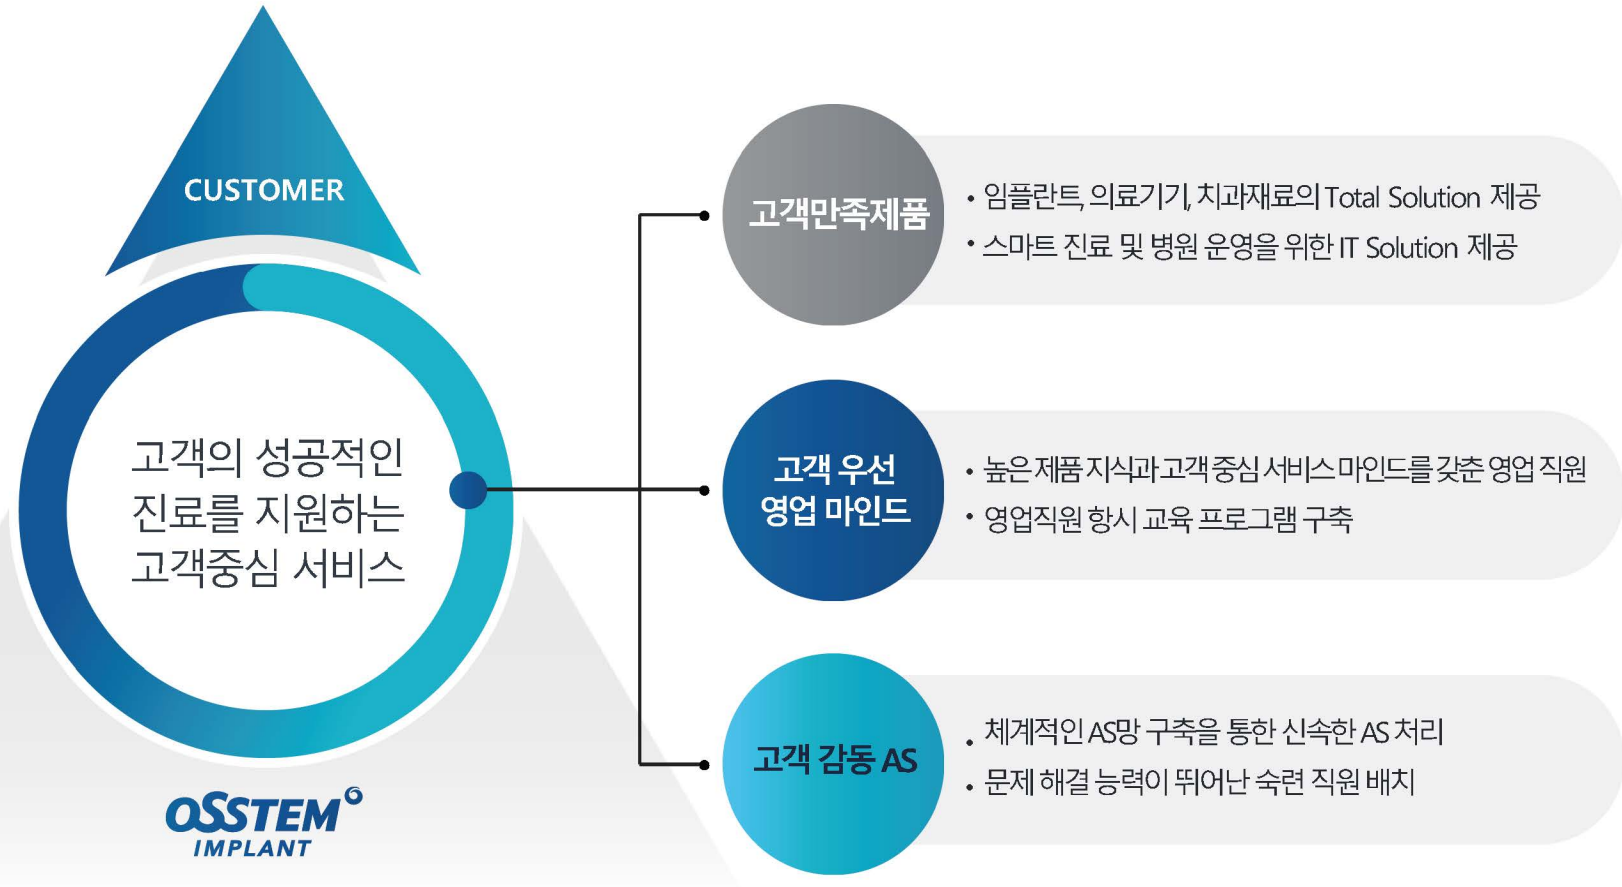 CUSTOMER
고객의 성공적인
진료를 지원하는
고객중심 서비스
OSSTEM
IMPLANT
고객만족제품
• 임플란트, 의료기기, 치과재료의 Total Solution 제공
• 스마트 진료 및 병원 운영을 위한 IT Solution 제공
고객 우선
영업 마인드
• 높은 제품 지식과 고객 중심 서비스 마인드를 갖춘 영업 직원
• 영업직원 항시 교육 프로그램 구축
고객 감동 AS
• 체계적인 AS망 구축을 통한 신속한 AS 처리
• 문제 해결 능력이 뛰어난 숙련 직원 배치